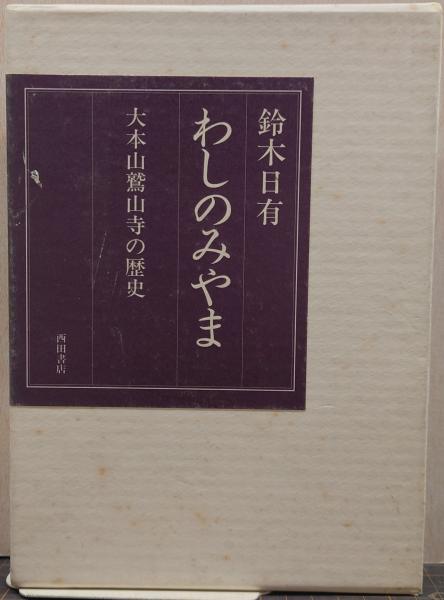 鈴木日有
わしのみやま
大本山鷲山寺の歴史
西田書店